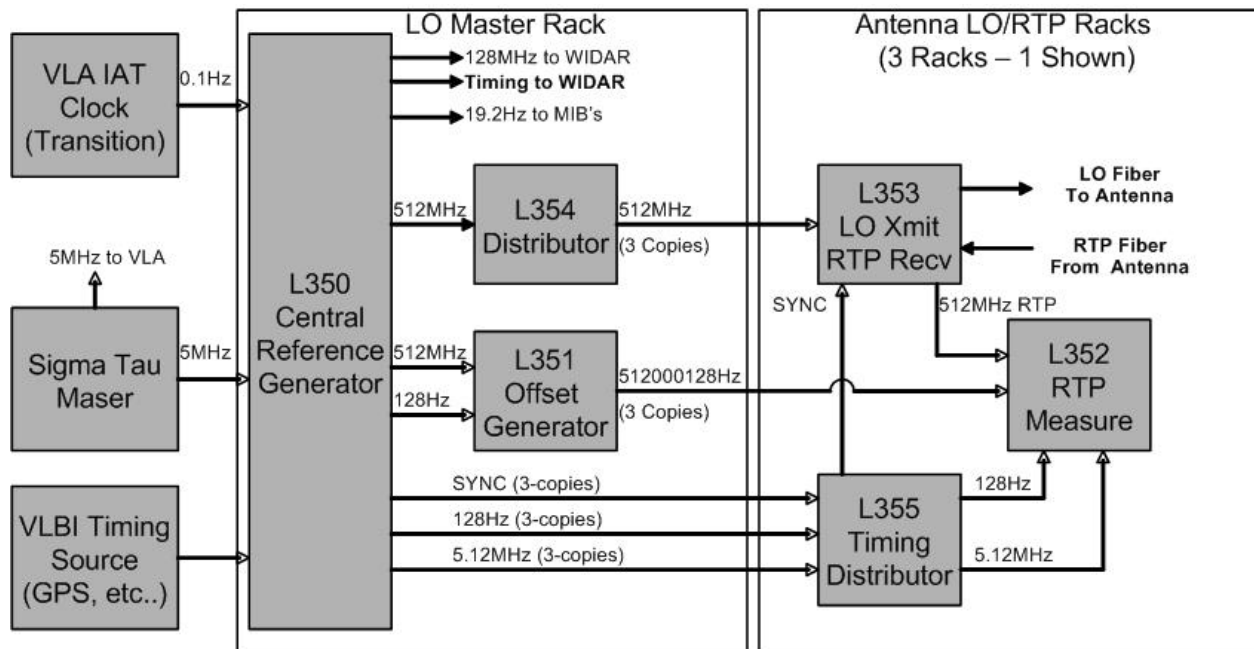 LO Master Rack
Antenna LO/RTP Racks
(3 Racks – 1 Shown)
VLA IAT
Clock
(Transition)
0.1Hz
5MHz to VLA
Sigma Tau
Maser
5MHz
VLBI Timing
Source
(GPS, etc..)
L350
Central
Reference
Generator
128MHz to WIDAR
Timing to WIDAR
19.2Hz to MIB's
512MHz
L354
Distributor
512MHz
(3 Copies)
512MHz
128Hz
L351
Offset
Generator
512000128Hz
(3 Copies)
SYNC (3-copies)
128Hz (3-copies)
5.12MHz (3-copies)
L353
LO Xmit
RTP Recv
LO Fiber
To Antenna
RTP Fiber
From Antenna
SYNC
512MHz RTP
L352
RTP
Measure
L355
Timing
Distributor
128Hz
5.12MHz